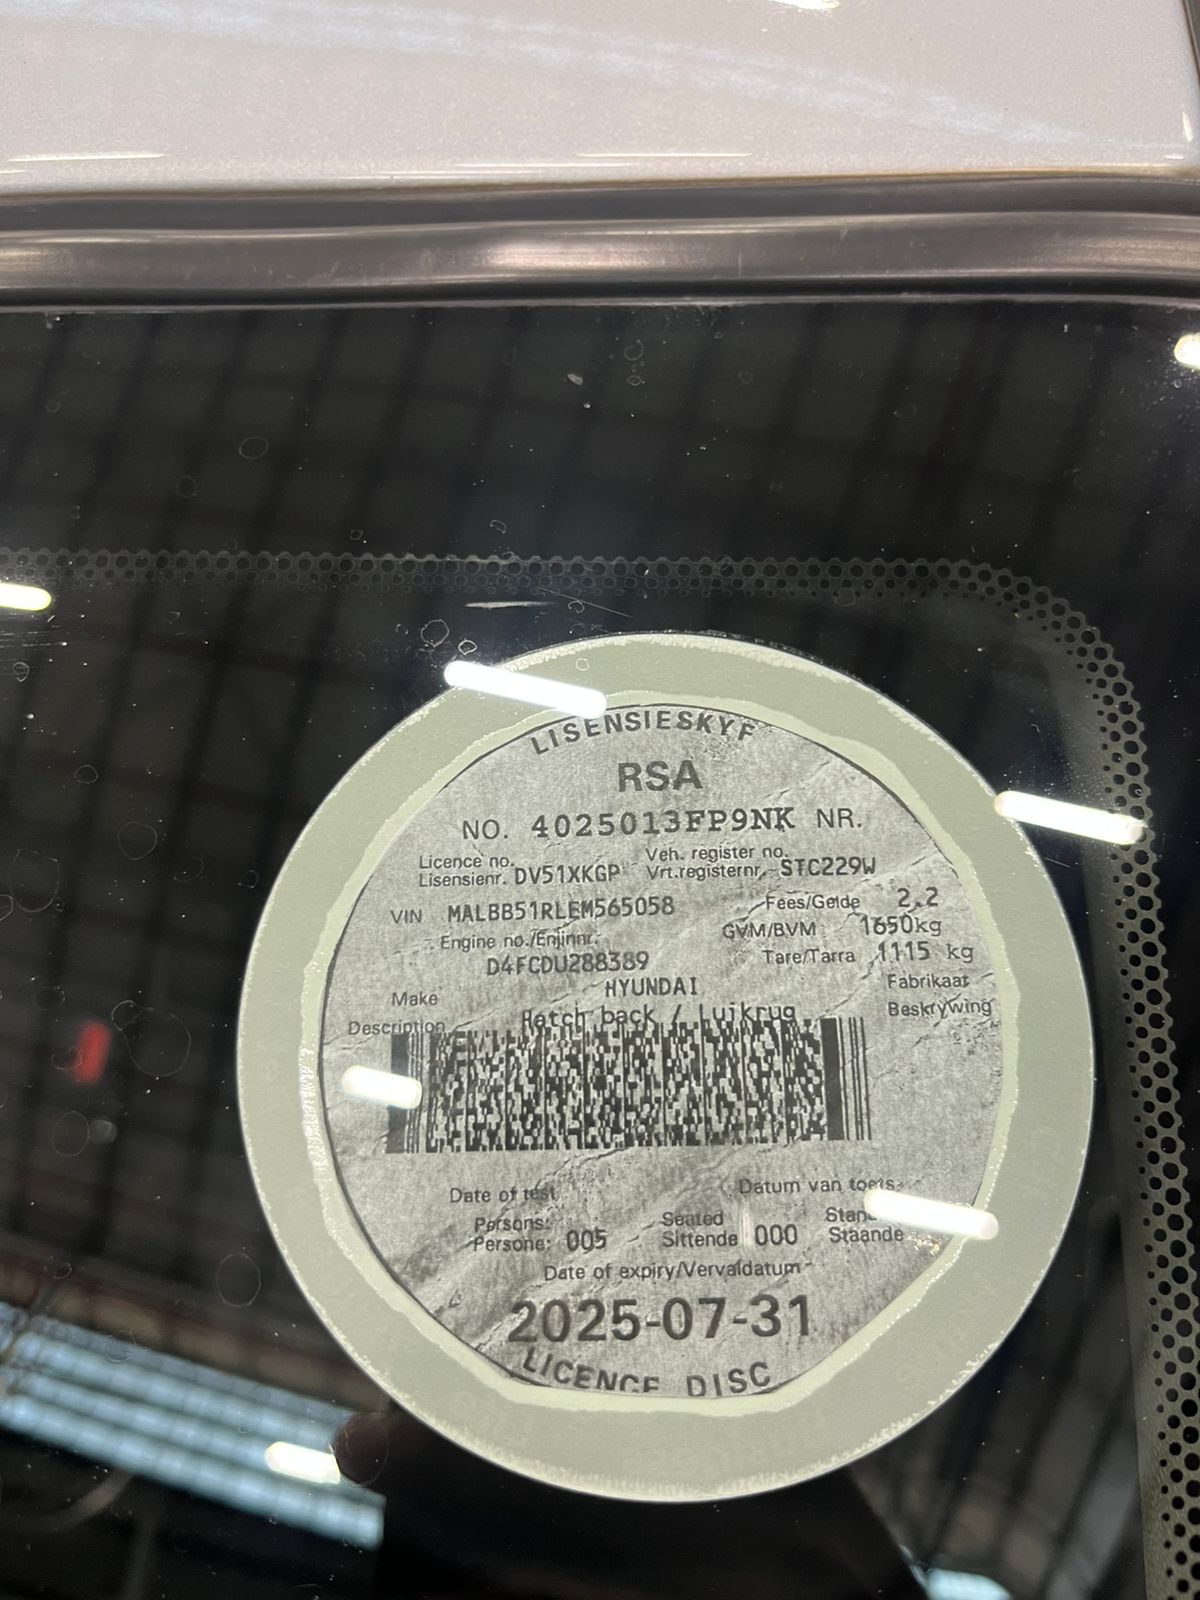 LISENSIESKYF
RSA
NO. 4025013FP9NK NR.
Licence no. Veh. register no.
Lisensienr. DV51XKGP Vrt.registernr. STC229W
VIN MALBB51RLEM565058 Fees/Gelde 2.2
Engine no./Enjinnr. GVM/BVM 1650kg
D4FCDU288389 Tare/Tarra 1115 kg
Make HYUNDAI Fabrikaat
Description Hatch back / Luikrug Beskrywing
Date of test Datum van toets
Persons: Seated
Persone: 005 Sittende 000 Staande
Date of expiry/Vervaldatum
2025-07-31
LICENCE DISC